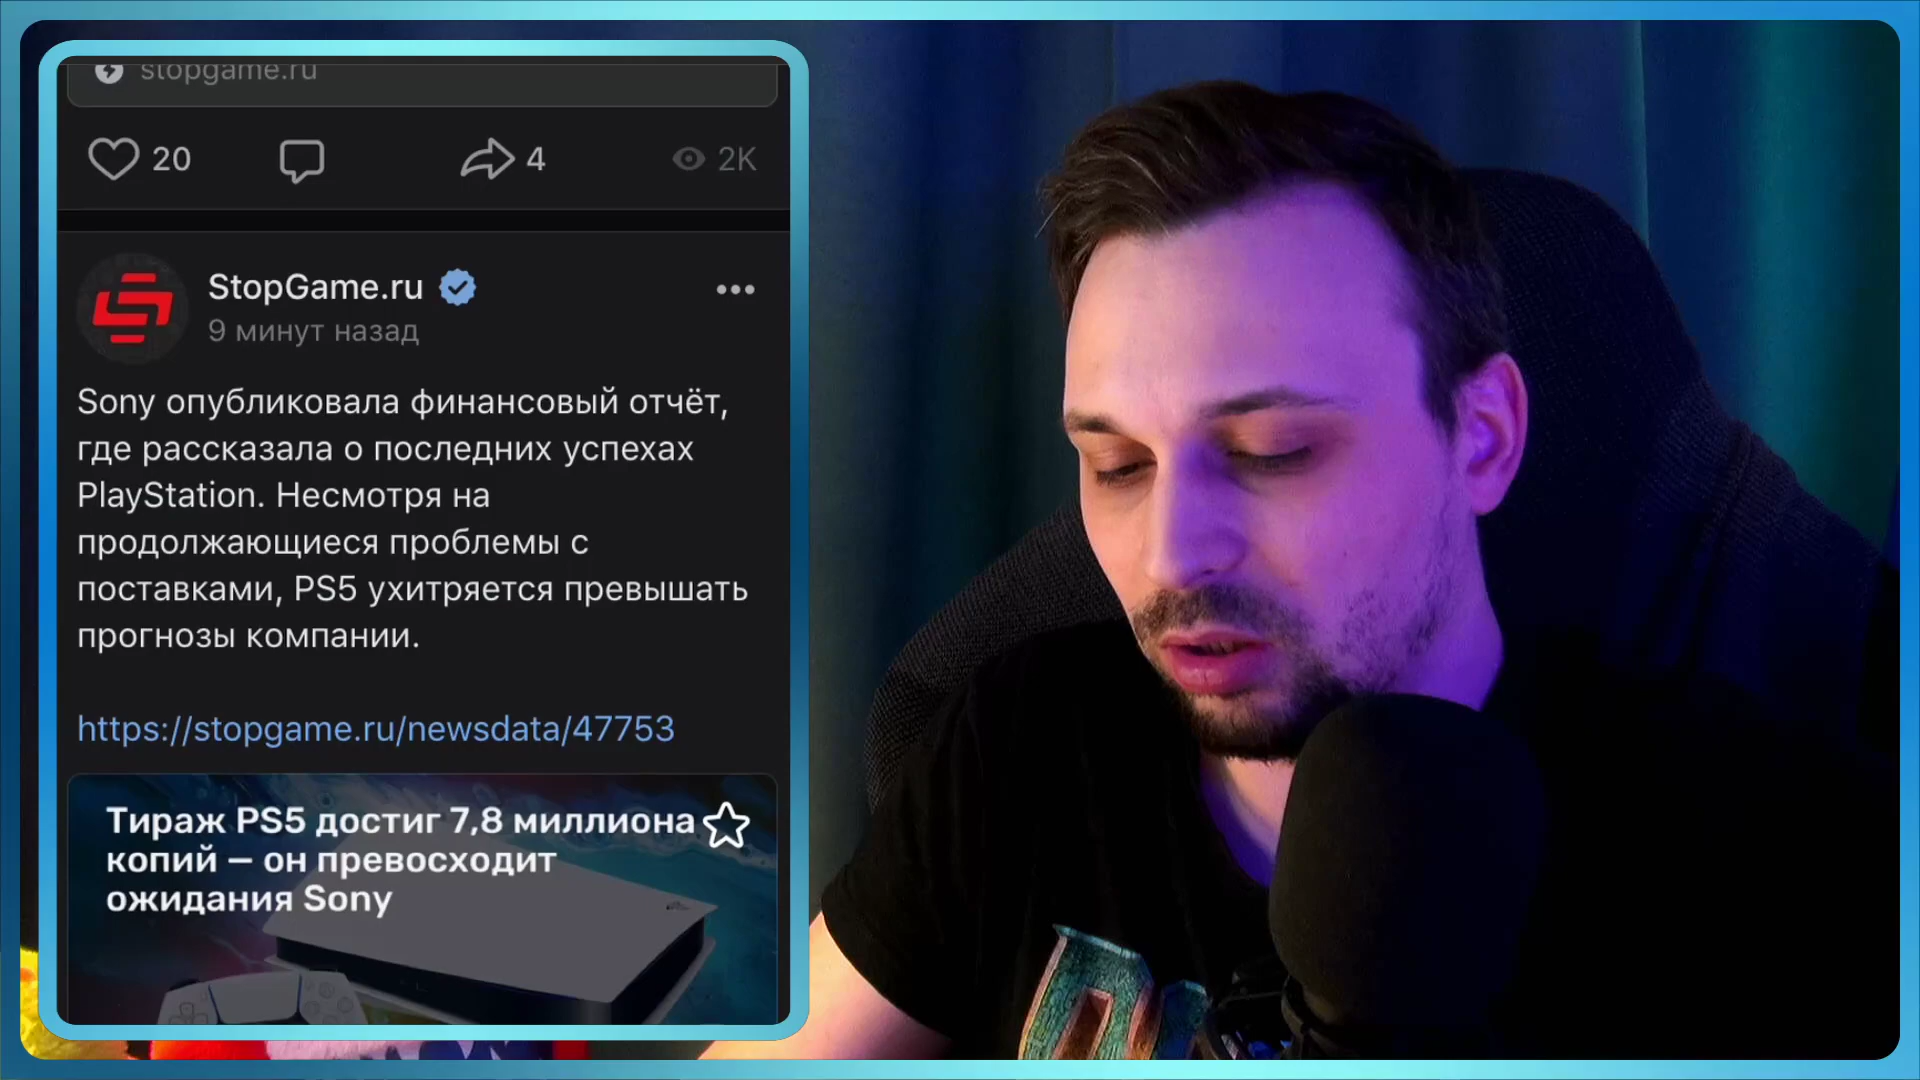 stopgame.ru
20
4
2K
StopGame.ru
9 минут назад
Sony опубликовала финансовый отчёт,
где рассказала о последних успехах
PlayStation. Несмотря на
продолжающиеся проблемы с
поставками, PS5 ухитряется превышать
прогнозы компании.
https://stopgame.ru/newsdata/47753
Тираж PS5 достиг 7,8 миллиона
копий — он превосходит
ожидания Sony